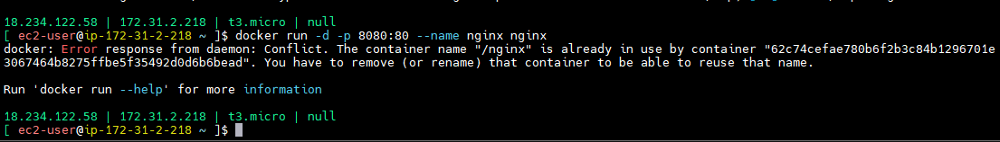 18.234.122.58 | 172.31.2.218 | t3.micro | null
[ ec2-user@ip-172-31-2-218 ~ ]$ docker run -d -p 8080:80 --name nginx nginx
docker: Error response from daemon: Conflict. The container name "/nginx" is already in use by container "62c74cefae780b6f2b3c84b1296701e
3067464b8275ffbe5f35492d0d6b6bead". You have to remove (or rename) that container to be able to reuse that name.
Run 'docker run --help' for more information
18.234.122.58 | 172.31.2.218 | t3.micro | null
[ ec2-user@ip-172-31-2-218 ~ ]$